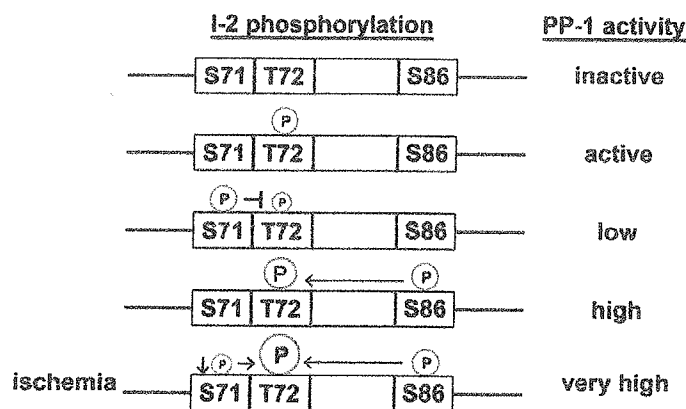 I-2 phosphorylation PP-1 activity
S71 T72 S86 inactive
P
S71 T72 S86 active
P P
S71 T72 S86 low
P P
S71 T72 S86 high
P P P
ischemia S71 T72 S86 very high